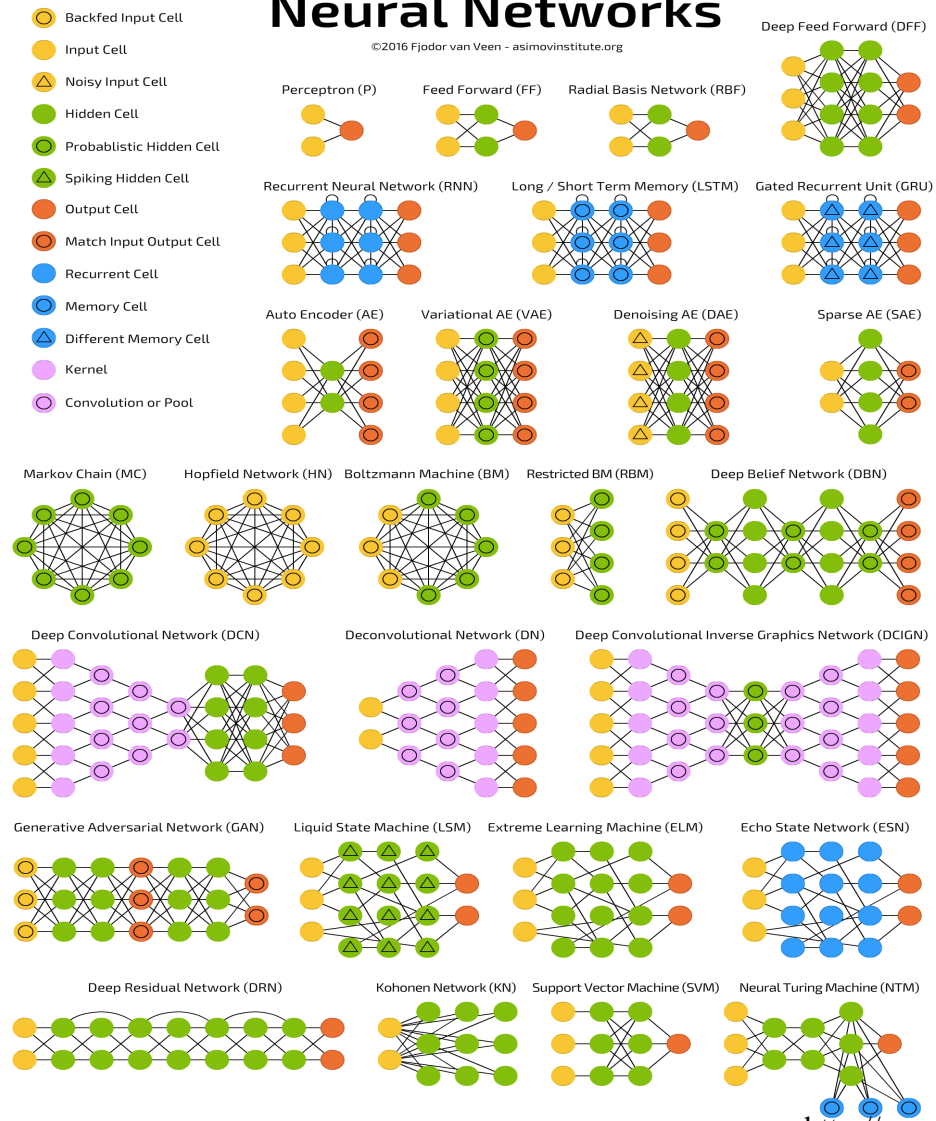 Neural Networks
©2016 Fjodor van Veen - asimovinstitute.org
Backfed Input Cell
Input Cell
Noisy Input Cell
Hidden Cell
Probablistic Hidden Cell
Spiking Hidden Cell
Output Cell
Match Input Output Cell
Recurrent Cell
Memory Cell
Different Memory Cell
Kernel
Convolution or Pool
Deep Feed Forward (DFF)
Perceptron (P)
Feed Forward (FF)
Radial Basis Network (RBF)
Recurrent Neural Network (RNN)
Long / Short Term Memory (LSTM)
Gated Recurrent Unit (GRU)
Auto Encoder (AE)
Variational AE (VAE)
Denoising AE (DAE)
Sparse AE (SAE)
Markov Chain (MC)
Hopfield Network (HN)
Boltzmann Machine (BM)
Restricted BM (RBM)
Deep Belief Network (DBN)
Deep Convolutional Network (DCN)
Deconvolutional Network (DN)
Deep Convolutional Inverse Graphics Network (DCIGN)
Generative Adversarial Network (GAN)
Liquid State Machine (LSM)
Extreme Learning Machine (ELM)
Echo State Network (ESN)
Deep Residual Network (DRN)
Kohonen Network (KN)
Support Vector Machine (SVM)
Neural Turing Machine (NTM)